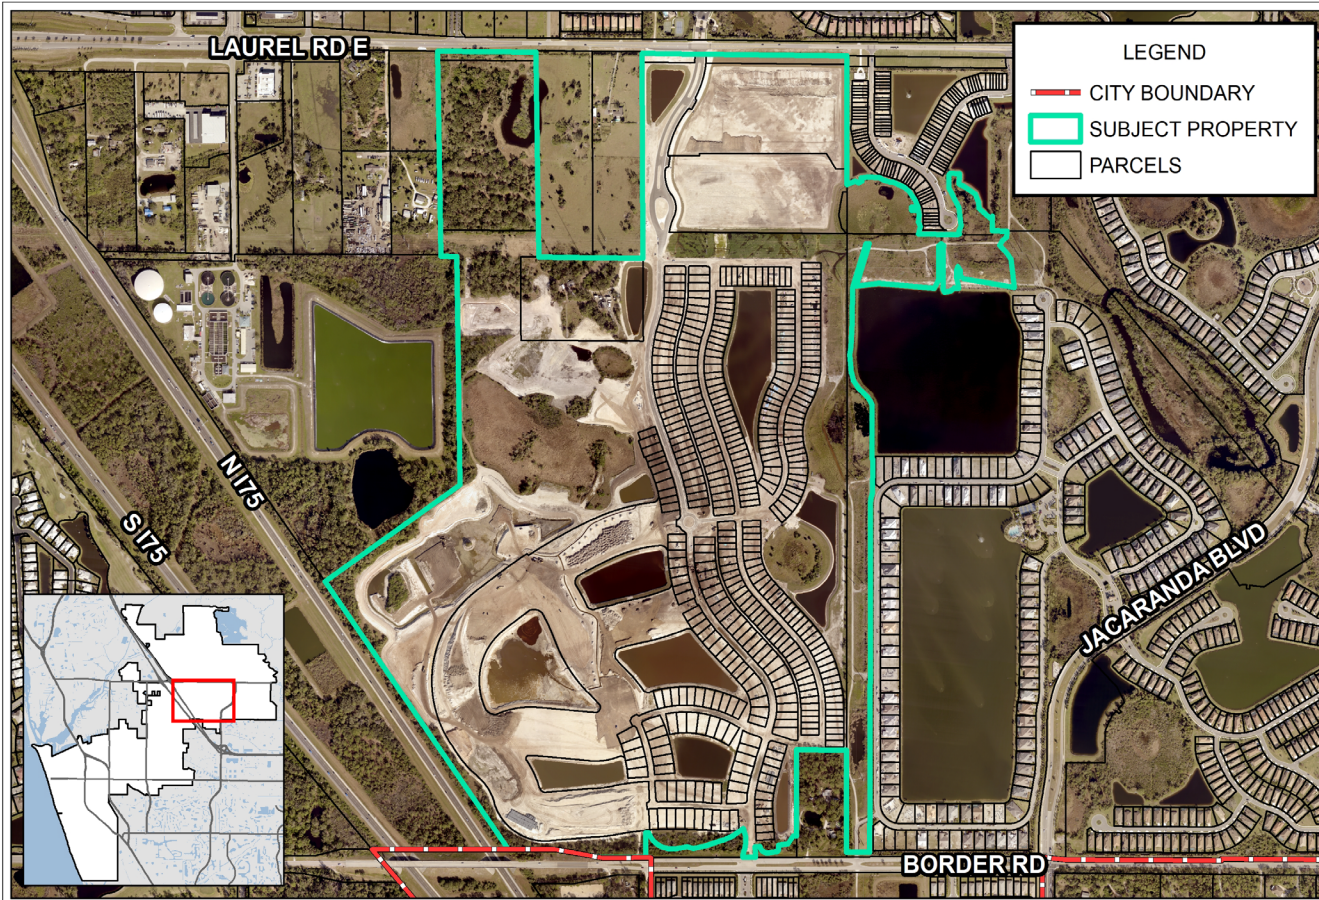 LAUREL RD E
LEGEND
CITY BOUNDARY
SUBJECT PROPERTY
PARCELS
N I75
S I75
JACARANDA BLVD
BORDER RD